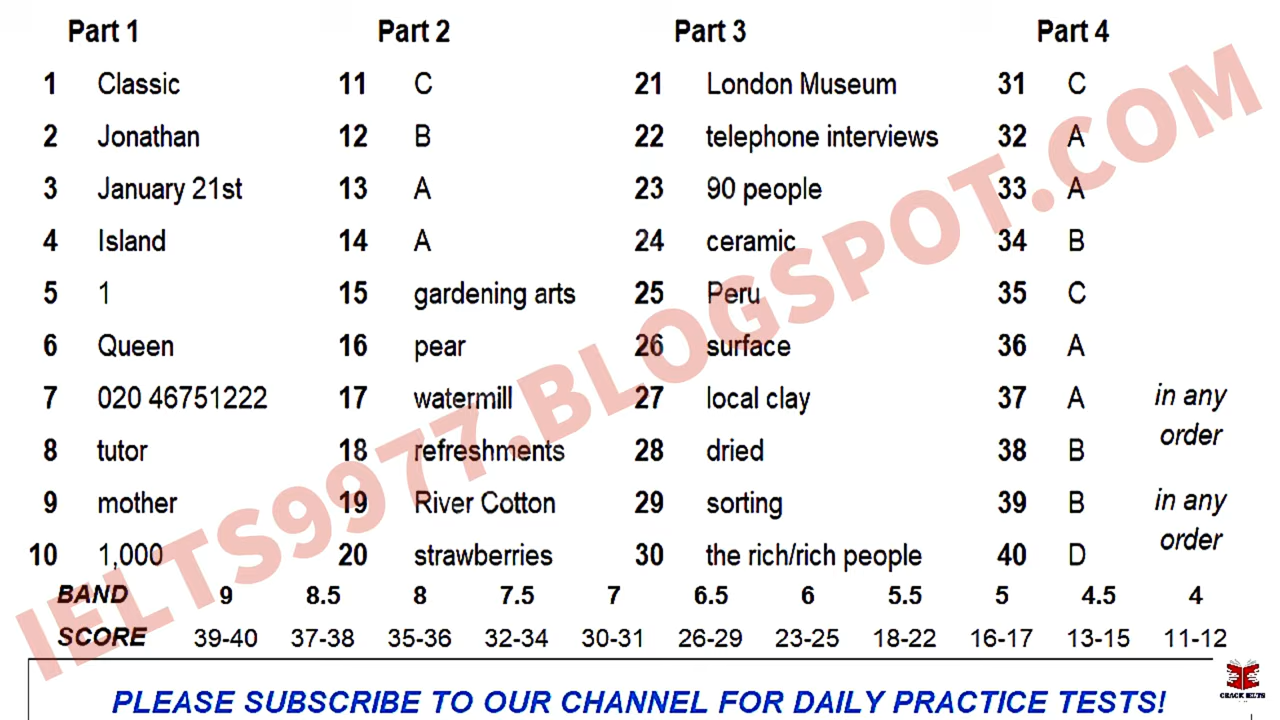 Part 1 Part 2 Part 3 Part 4
1 Classic 11 C 21 London Museum 31 C
2 Jonathan 12 B 22 telephone interviews 32 A
3 January 21st 13 A 23 90 people 33 A
4 Island 14 A 24 ceramic 34 B
5 1 15 gardening arts 25 Peru 35 C
6 Queen 16 pear 26 surface 36 A
7 020 46751222 17 watermill 27 local clay 37 A in any
order
8 tutor 18 refreshments 28 dried 38 B
9 mother 19 River Cotton 29 sorting 39 B in any
order
10 1,000 20 strawberries 30 the rich/rich people 40 D
BAND 9 8.5 8 7.5 7 6.5 6 5.5 5 4.5 4
SCORE 39-40 37-38 35-36 32-34 30-31 26-29 23-25 18-22 16-17 13-15 11-12
PLEASE SUBSCRIBE TO OUR CHANNEL FOR DAILY PRACTICE TESTS!
CRACK IELTS
IELTS9977.BLOGSPOT.COM